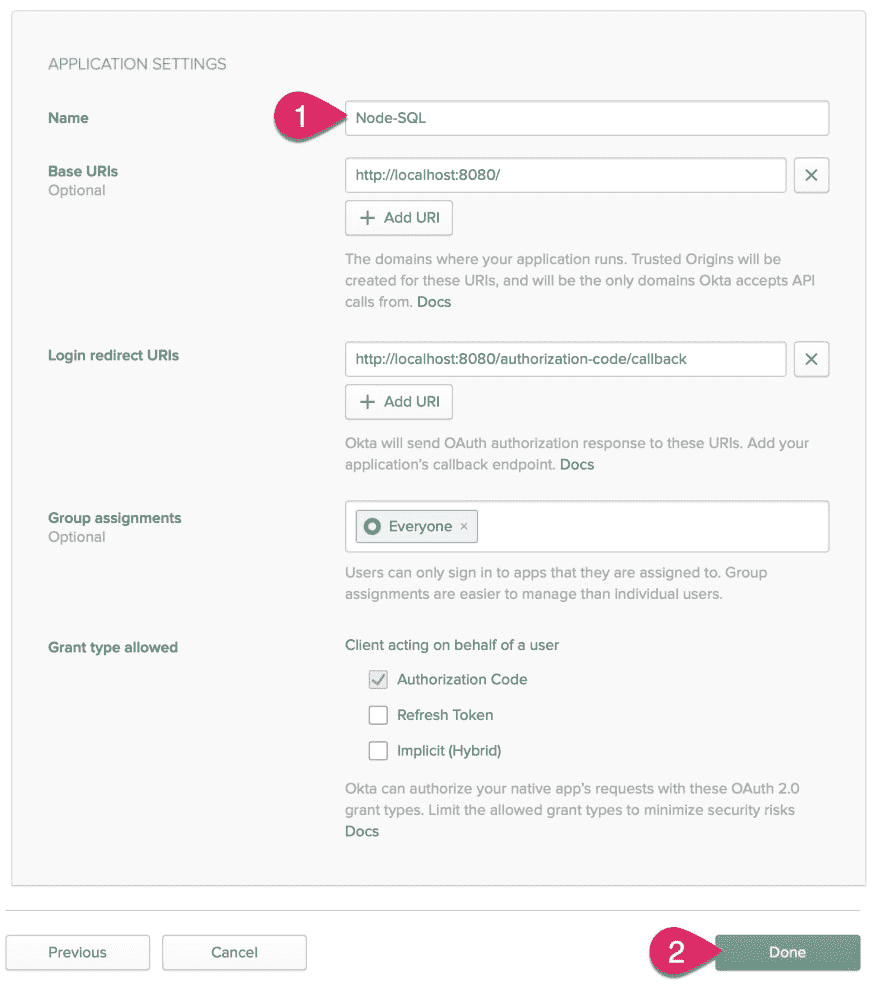 APPLICATION SETTINGS
Name
1
Node-SQL
Base URIs
Optional
http://localhost:8080/
Add URI
The domains where your application runs. Trusted Origins will be
created for these URIs, and will be the only domains Okta accepts API
calls from. Docs
Login redirect URIs
http://localhost:8080/authorization-code/callback
Add URI
Okta will send OAuth authorization response to these URIs. Add your
application's callback endpoint. Docs
Group assignments
Optional
Everyone ×
Users can only sign in to apps that they are assigned to. Group
assignments are easier to manage than individual users.
Grant type allowed
Client acting on behalf of a user
Authorization Code
Refresh Token
Implicit (Hybrid)
Okta can authorize your native app's requests with these OAuth 2.0
grant types. Limit the allowed grant types to minimize security risks
Docs
Previous
Cancel
2
Done